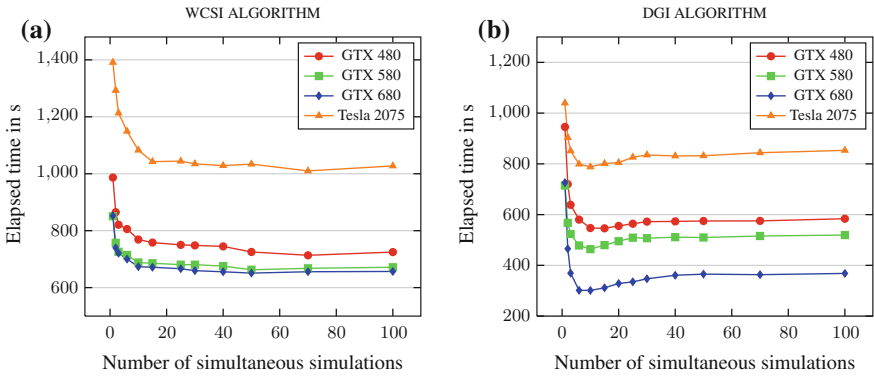 WCSI ALGORITHM
(a)
1,400
1,200
1,000
800
600
0 20 40 60 80 100
Elapsed time in s
Number of simultaneous simulations
GTX 480
GTX 580
GTX 680
Tesla 2075
DGI ALGORITHM
(b)
1,200
1,000
800
600
400
200
0 20 40 60 80 100
Elapsed time in s
Number of simultaneous simulations
GTX 480
GTX 580
GTX 680
Tesla 2075